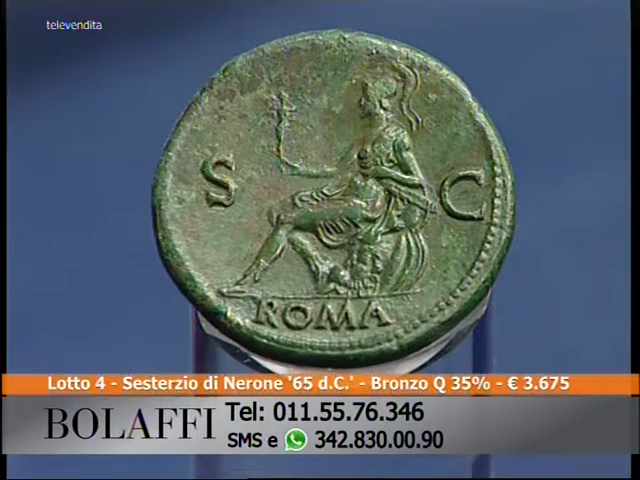 televendita
S C
ROMA
Lotto 4 - Sesterzio di Nerone '65 d.C.' - Bronzo Q 35% - € 3.675
BOLAFFI
Tel: 011.55.76.346
SMS e 342.830.00.90